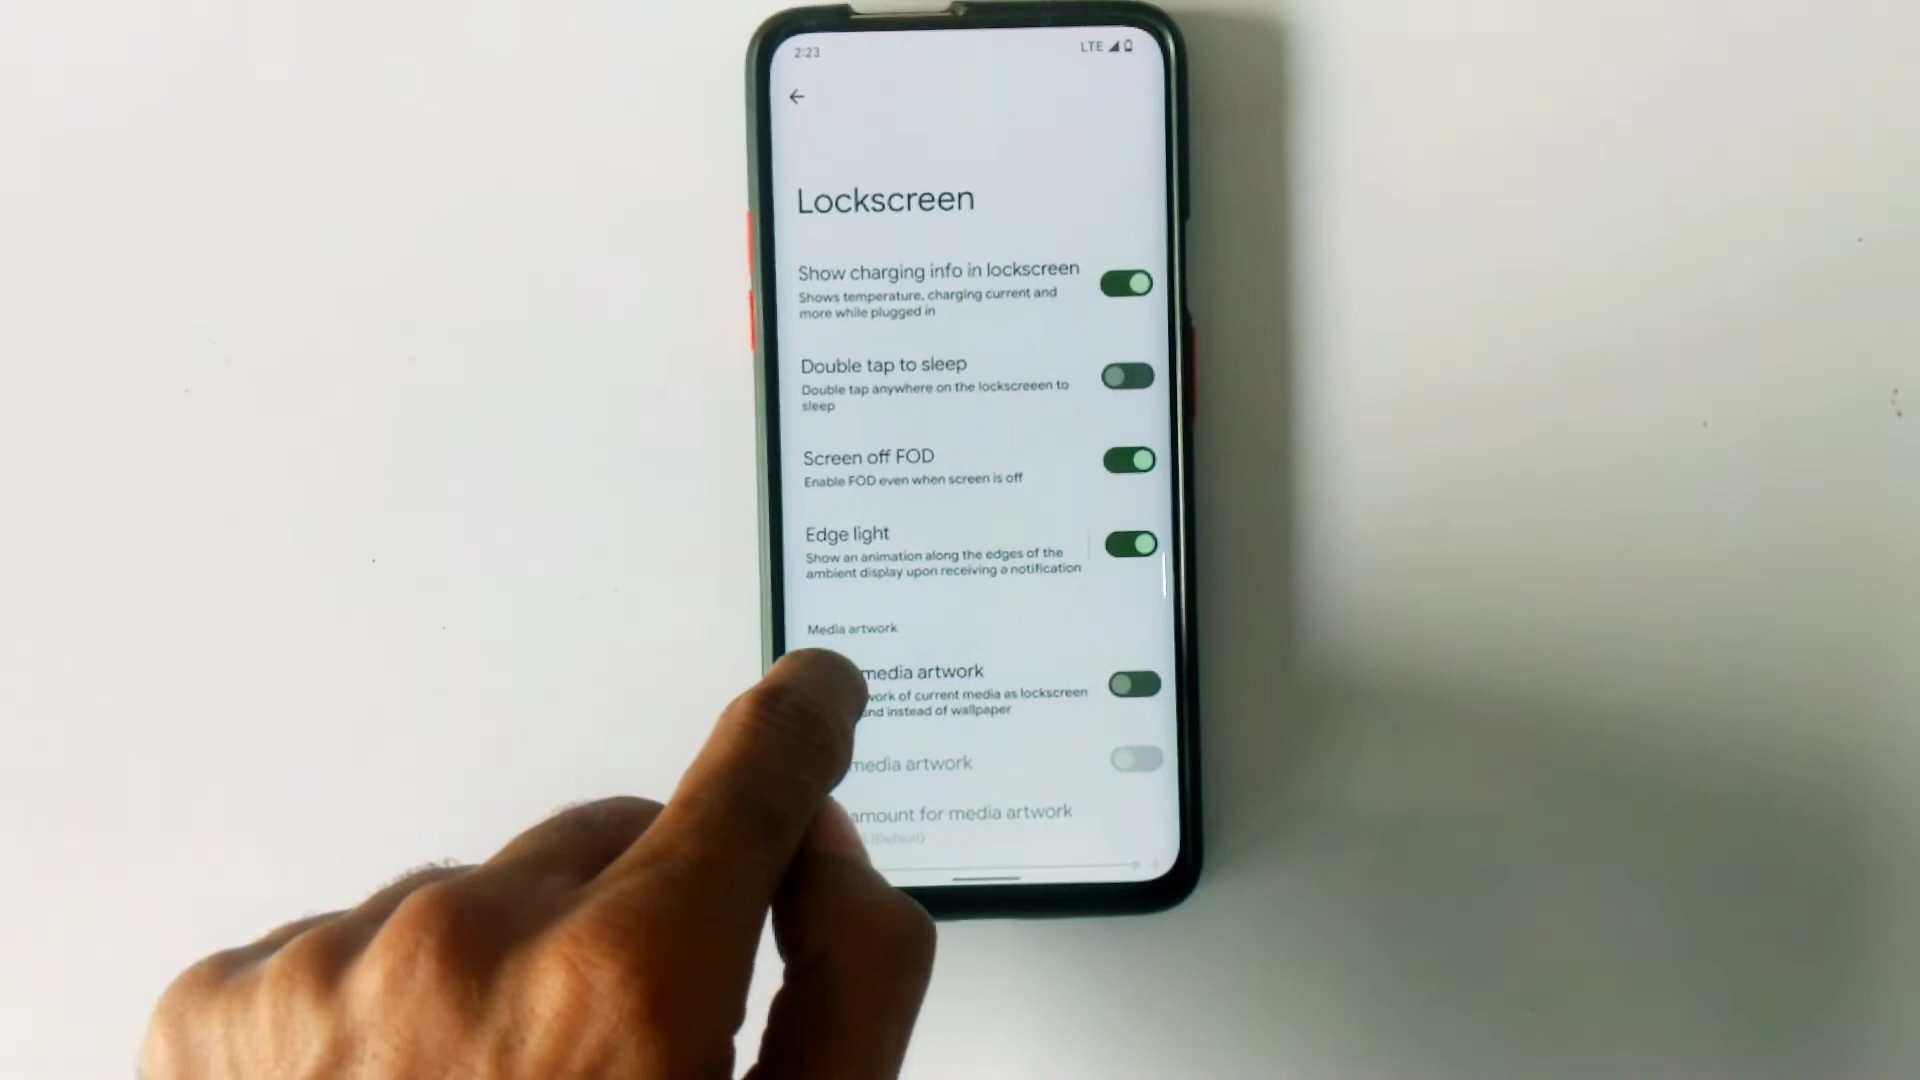 2:23
LTE
Lockscreen
Show charging info in lockscreen
Shows temperature, charging current and
more while plugged in
Double tap to sleep
Double tap anywhere on the lockscreeen to
sleep
Screen off FOD
Enable FOD even when screen is off
Edge light
Show an animation along the edges of the
ambient display upon receiving a notification
Media artwork
media artwork
of current media as lockscreen
instead of wallpaper
media artwork
amount for media artwork
(Default)